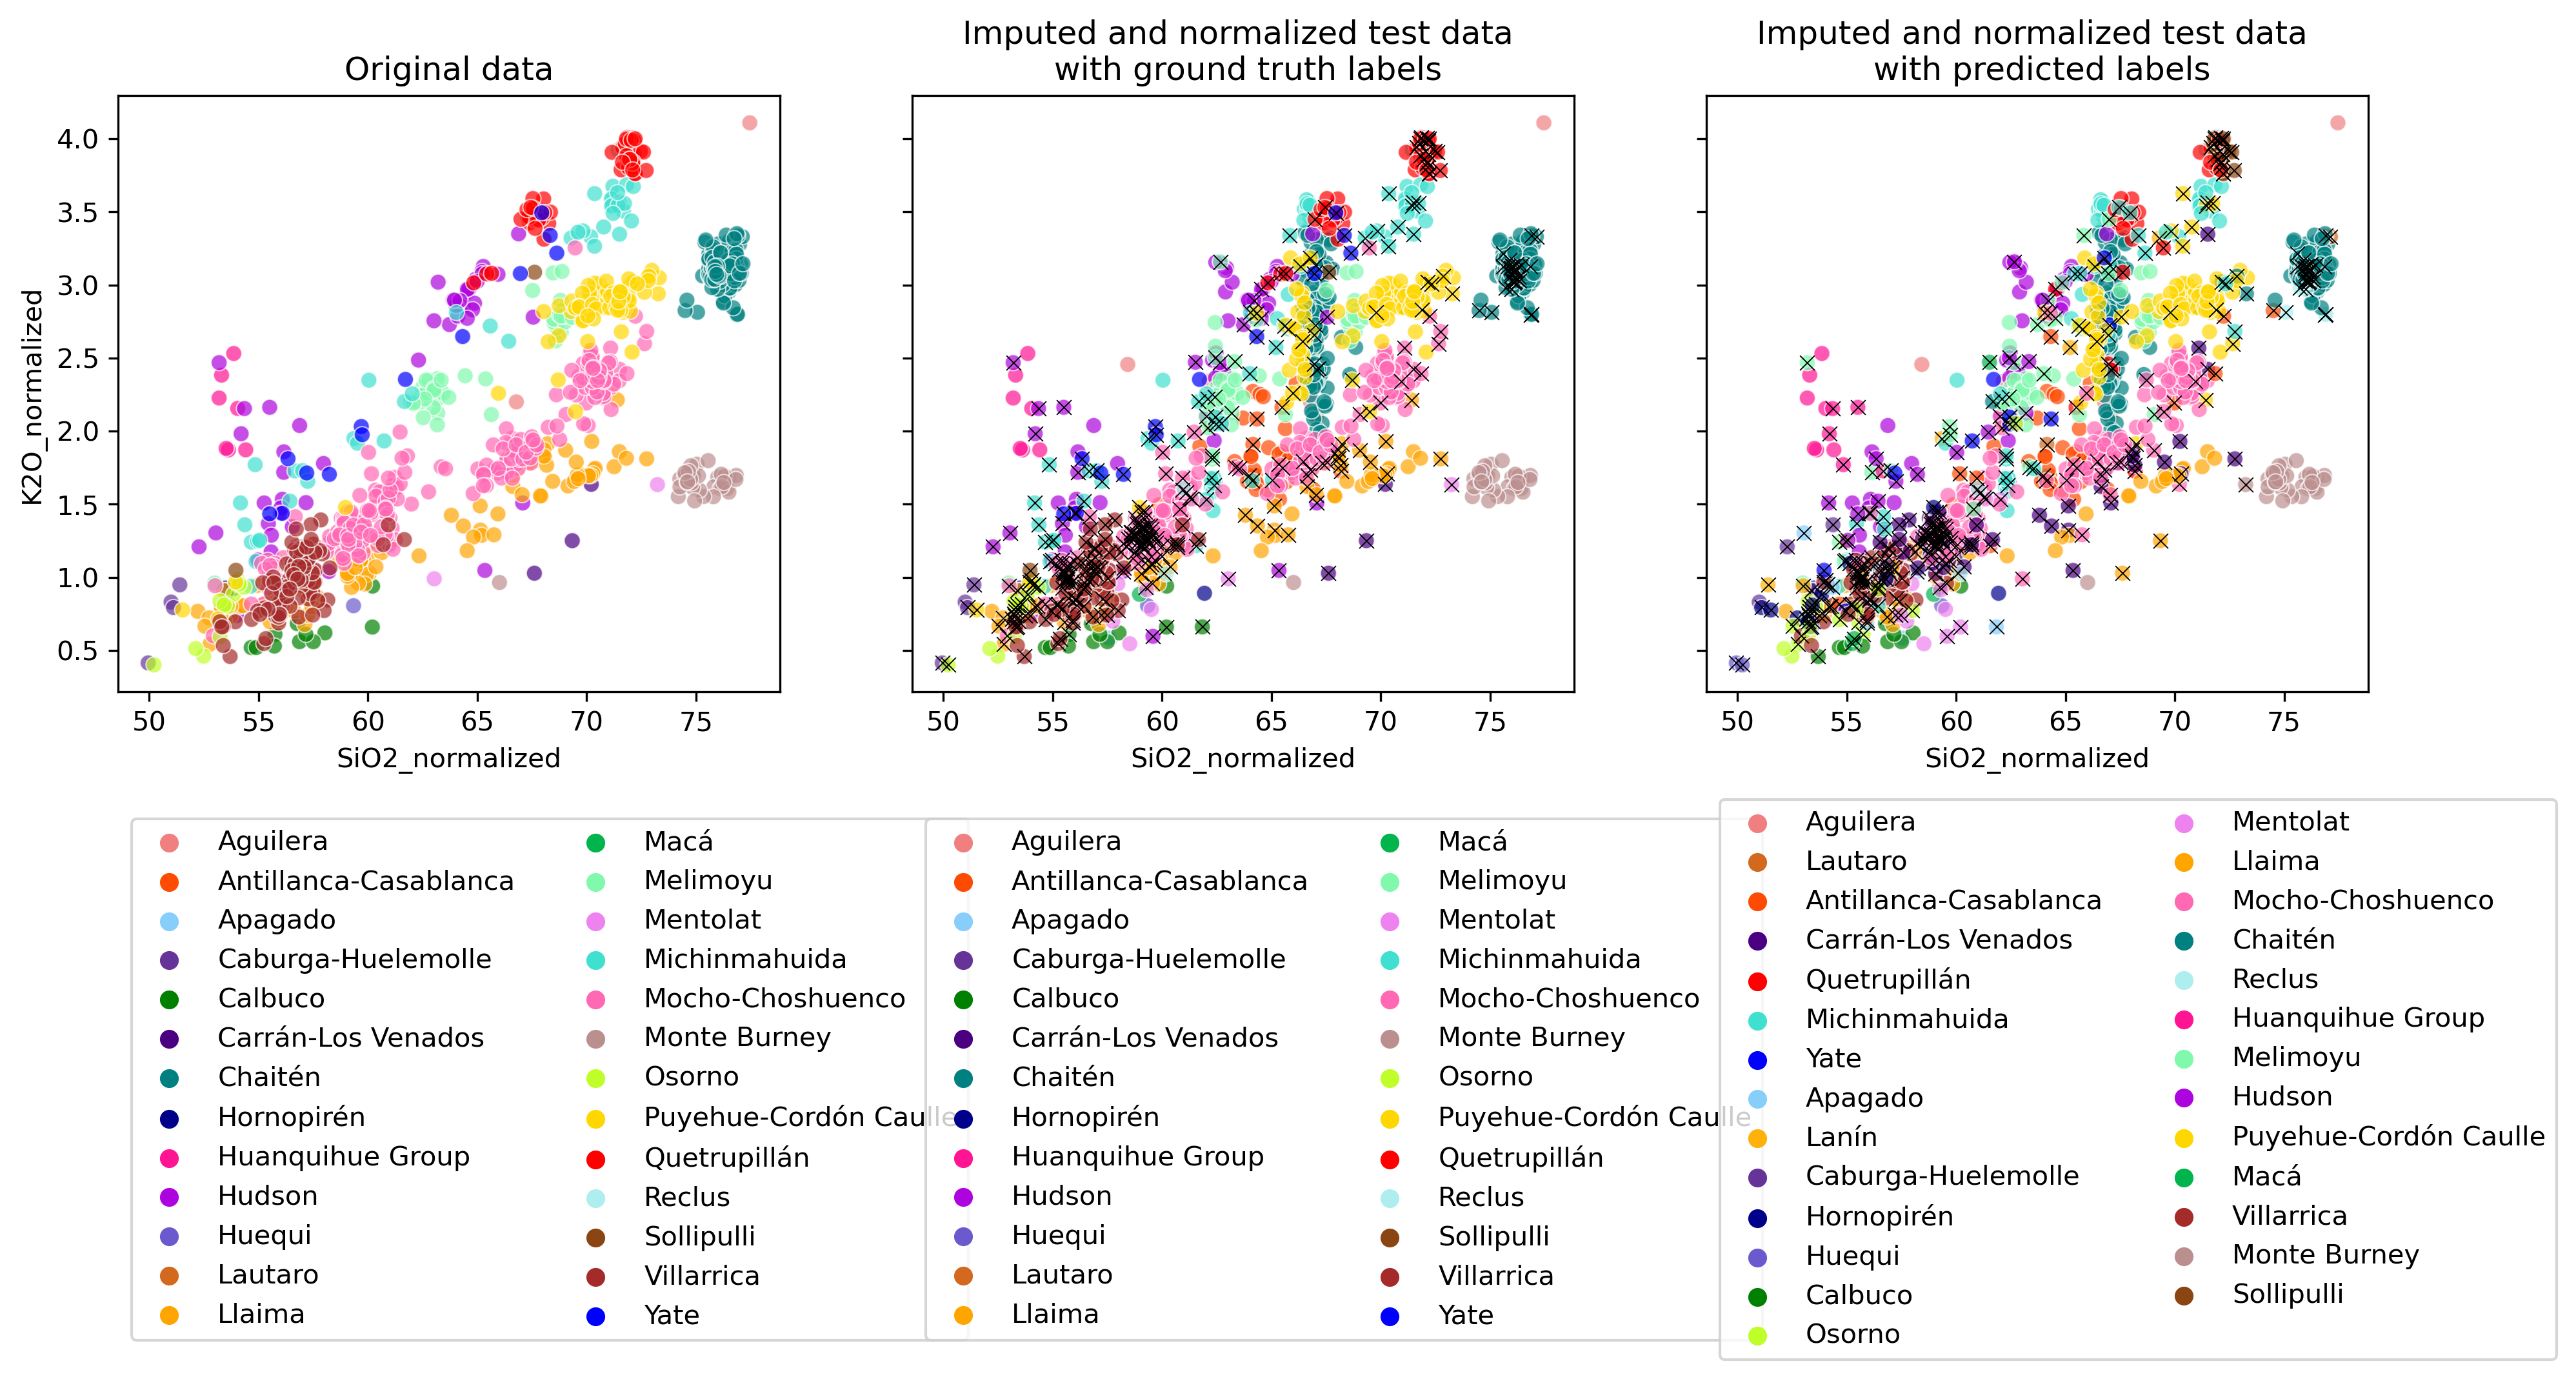 Original data
Imputed and normalized test data
with ground truth labels
Imputed and normalized test data
with predicted labels
K2O_normalized
4.0
3.5
3.0
2.5
2.0
1.5
1.0
0.5
50 55 60 65 70 75
SiO2_normalized
50 55 60 65 70 75
SiO2_normalized
50 55 60 65 70 75
SiO2_normalized
Aguilera
Antillanca-Casablanca
Apagado
Caburga-Huelemolle
Calbuco
Carrán-Los Venados
Chaitén
Hornopirén
Huanquihue Group
Hudson
Huequi
Lautaro
Llaima
Macá
Melimoyu
Mentolat
Michinmahuida
Mocho-Choshuenco
Monte Burney
Osorno
Puyehue-Cordón Caulle
Quetrupillán
Reclus
Sollipulli
Villarrica
Yate
Aguilera
Antillanca-Casablanca
Apagado
Caburga-Huelemolle
Calbuco
Carrán-Los Venados
Chaitén
Hornopirén
Huanquihue Group
Hudson
Huequi
Lautaro
Llaima
Macá
Melimoyu
Mentolat
Michinmahuida
Mocho-Choshuenco
Monte Burney
Osorno
Puyehue-Cordón Caulle
Quetrupillán
Reclus
Sollipulli
Villarrica
Yate
Aguilera
Lautaro
Antillanca-Casablanca
Carrán-Los Venados
Quetrupillán
Michinmahuida
Yate
Apagado
Lanín
Caburga-Huelemolle
Hornopirén
Huequi
Calbuco
Osorno
Mentolat
Llaima
Mocho-Choshuenco
Chaitén
Reclus
Huanquihue Group
Melimoyu
Hudson
Puyehue-Cordón Caulle
Macá
Villarrica
Monte Burney
Sollipulli